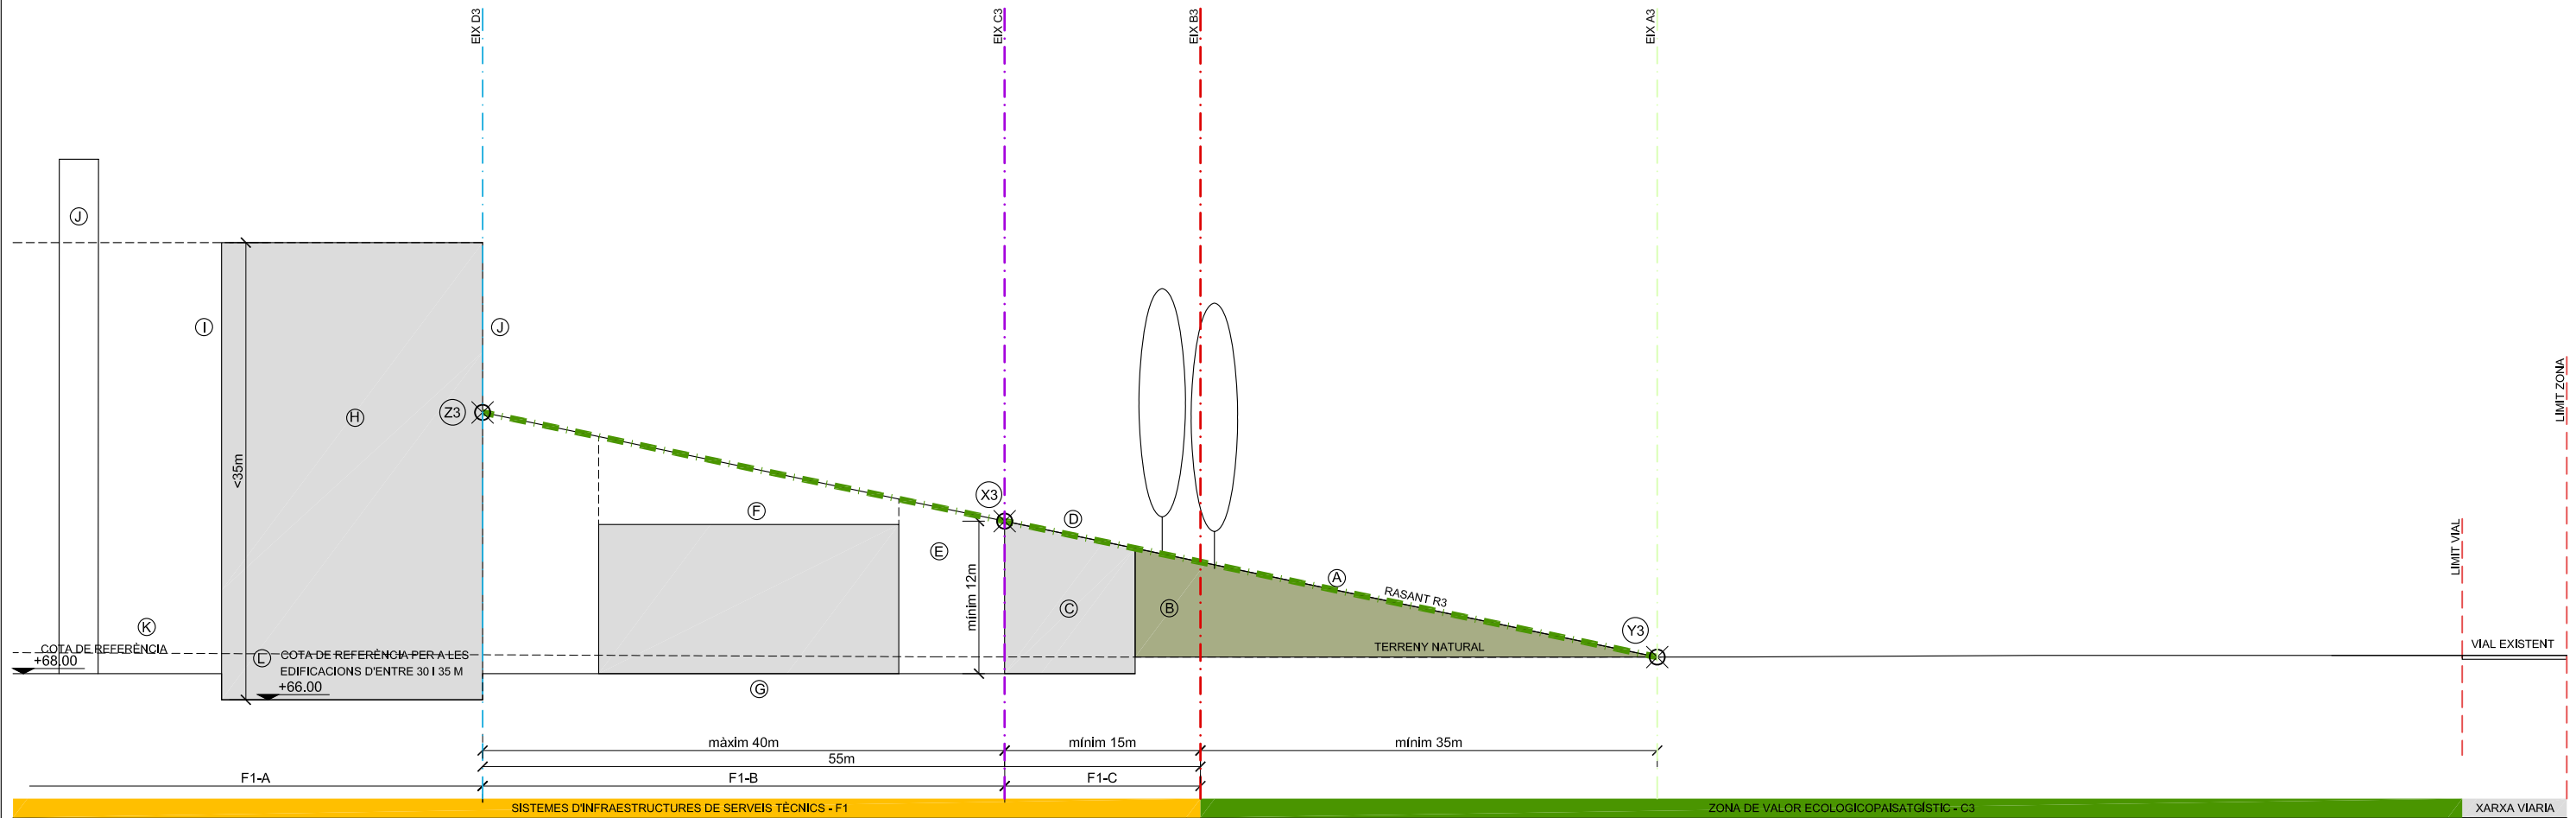 EIX D3
EIX C3
EIX B3
EIX A3
J
I
J
H
Z3
<35m
LIMIT ZONA
X3
F
D
E
mínim 12m
LIMIT VIAL
A
RASANT R3
C
B
Y3
K
COTA DE REFERÈNCIA
+68.00
L
COTA DE REFERÈNCIA PER A LES
EDIFICACIONS D'ENTRE 30 I 35 M
+66.00
TERRENY NATURAL
VIAL EXISTENT
G
màxim 40m
mínim 15m
mínim 35m
55m
F1-A
F1-B
F1-C
SISTEMES D'INFRAESTRUCTURES DE SERVEIS TÈCNICS - F1
ZONA DE VALOR ECOLOGICOPAISATGÍSTIC - C3
XARXA VIARIA